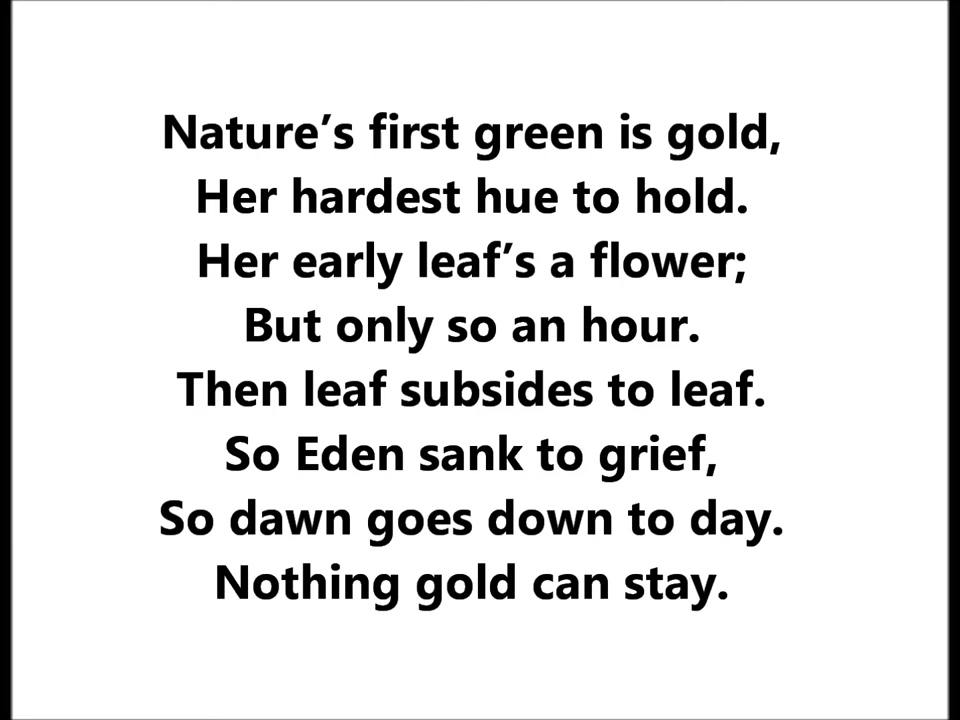 Nature’s first green is gold,
Her hardest hue to hold.
Her early leaf’s a flower;
But only so an hour.
Then leaf subsides to leaf.
So Eden sank to grief,
So dawn goes down to day.
Nothing gold can stay.